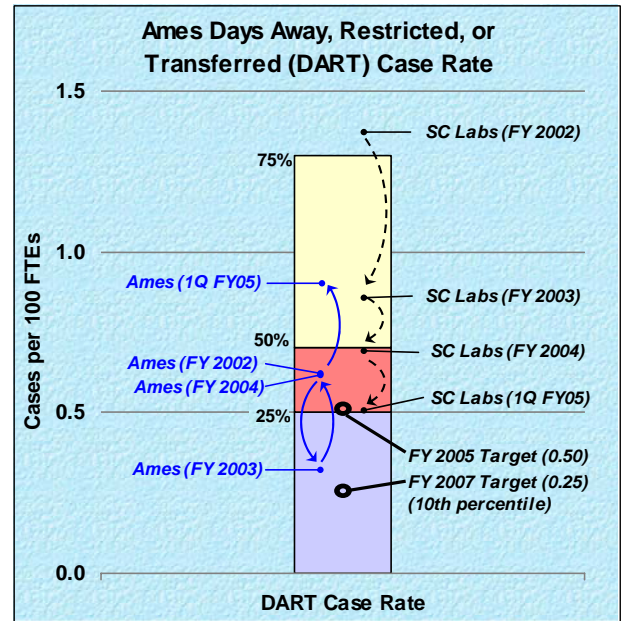 Ames Days Away, Restricted, or
Transferred (DART) Case Rate
Cases per 100 FTEs
1.5
1.0
0.5
0.0
75%
50%
25%
SC Labs (FY 2002)
Ames (1Q FY05)
SC Labs (FY 2003)
SC Labs (FY 2004)
Ames (FY 2002)
Ames (FY 2004)
SC Labs (1Q FY05)
FY 2005 Target (0.50)
Ames (FY 2003)
FY 2007 Target (0.25)
(10th percentile)
DART Case Rate